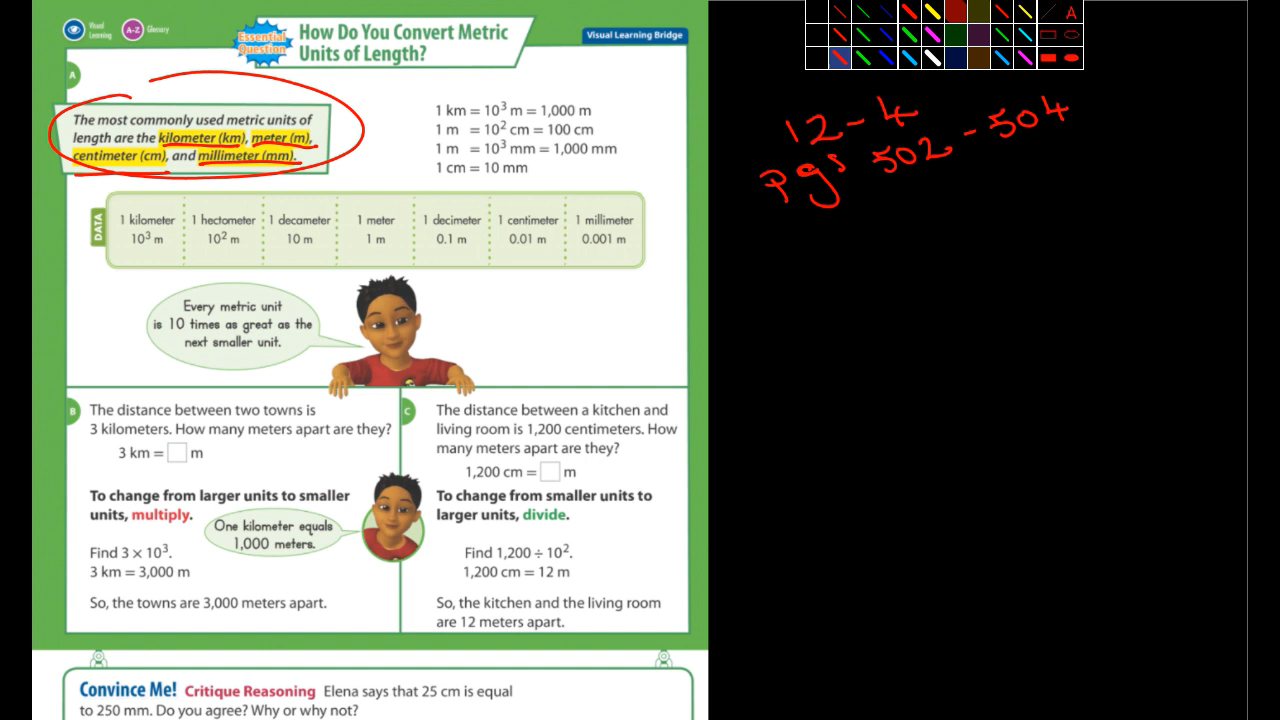 Visual Learning
A-Z Glossary
Essential Question
How Do You Convert Metric
Units of Length?
Visual Learning Bridge
A
The most commonly used metric units of
length are the kilometer (km), meter (m),
centimeter (cm), and millimeter (mm).
1 km = 10³ m = 1,000 m
1 m = 10² cm = 100 cm
1 m = 10³ mm = 1,000 mm
1 cm = 10 mm
DATA
1 kilometer 1 hectometer 1 decameter 1 meter 1 decimeter 1 centimeter 1 millimeter
10³ m 10² m 10 m 1 m 0.1 m 0.01 m 0.001 m
Every metric unit
is 10 times as great as the
next smaller unit.
B
The distance between two towns is
3 kilometers. How many meters apart are they?
3 km = □ m
To change from larger units to smaller
units, multiply.
One kilometer equals
1,000 meters.
Find 3 × 10³.
3 km = 3,000 m
So, the towns are 3,000 meters apart.
C
The distance between a kitchen and
living room is 1,200 centimeters. How
many meters apart are they?
1,200 cm = □ m
To change from smaller units to
larger units, divide.
Find 1,200 ÷ 10².
1,200 cm = 12 m
So, the kitchen and the living room
are 12 meters apart.
Convince Me! Critique Reasoning Elena says that 25 cm is equal
to 250 mm. Do you agree? Why or why not?
A
12-4
pgs 502-504